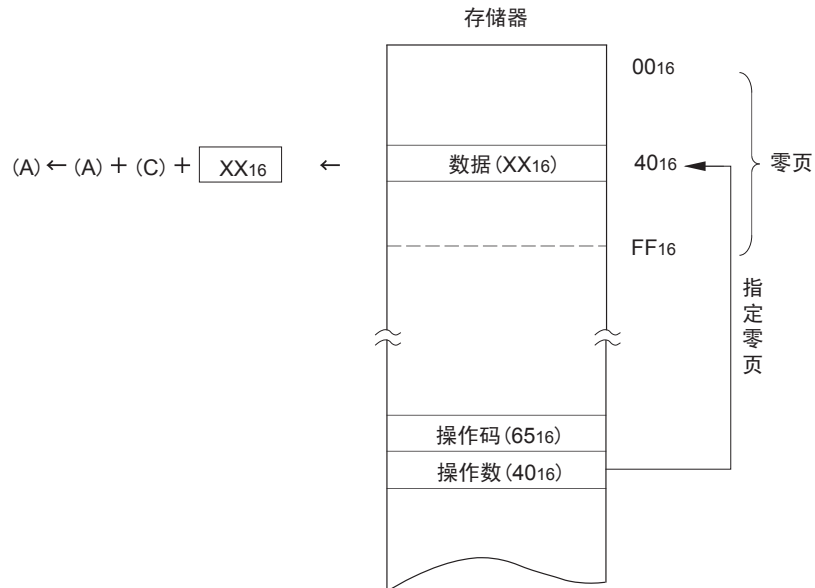 存储器
0016
(A) ← (A) + (C) + XX16 ← 数据(XX16) 4016 零页
FF16
指定零页
操作码(6516)
操作数(4016)